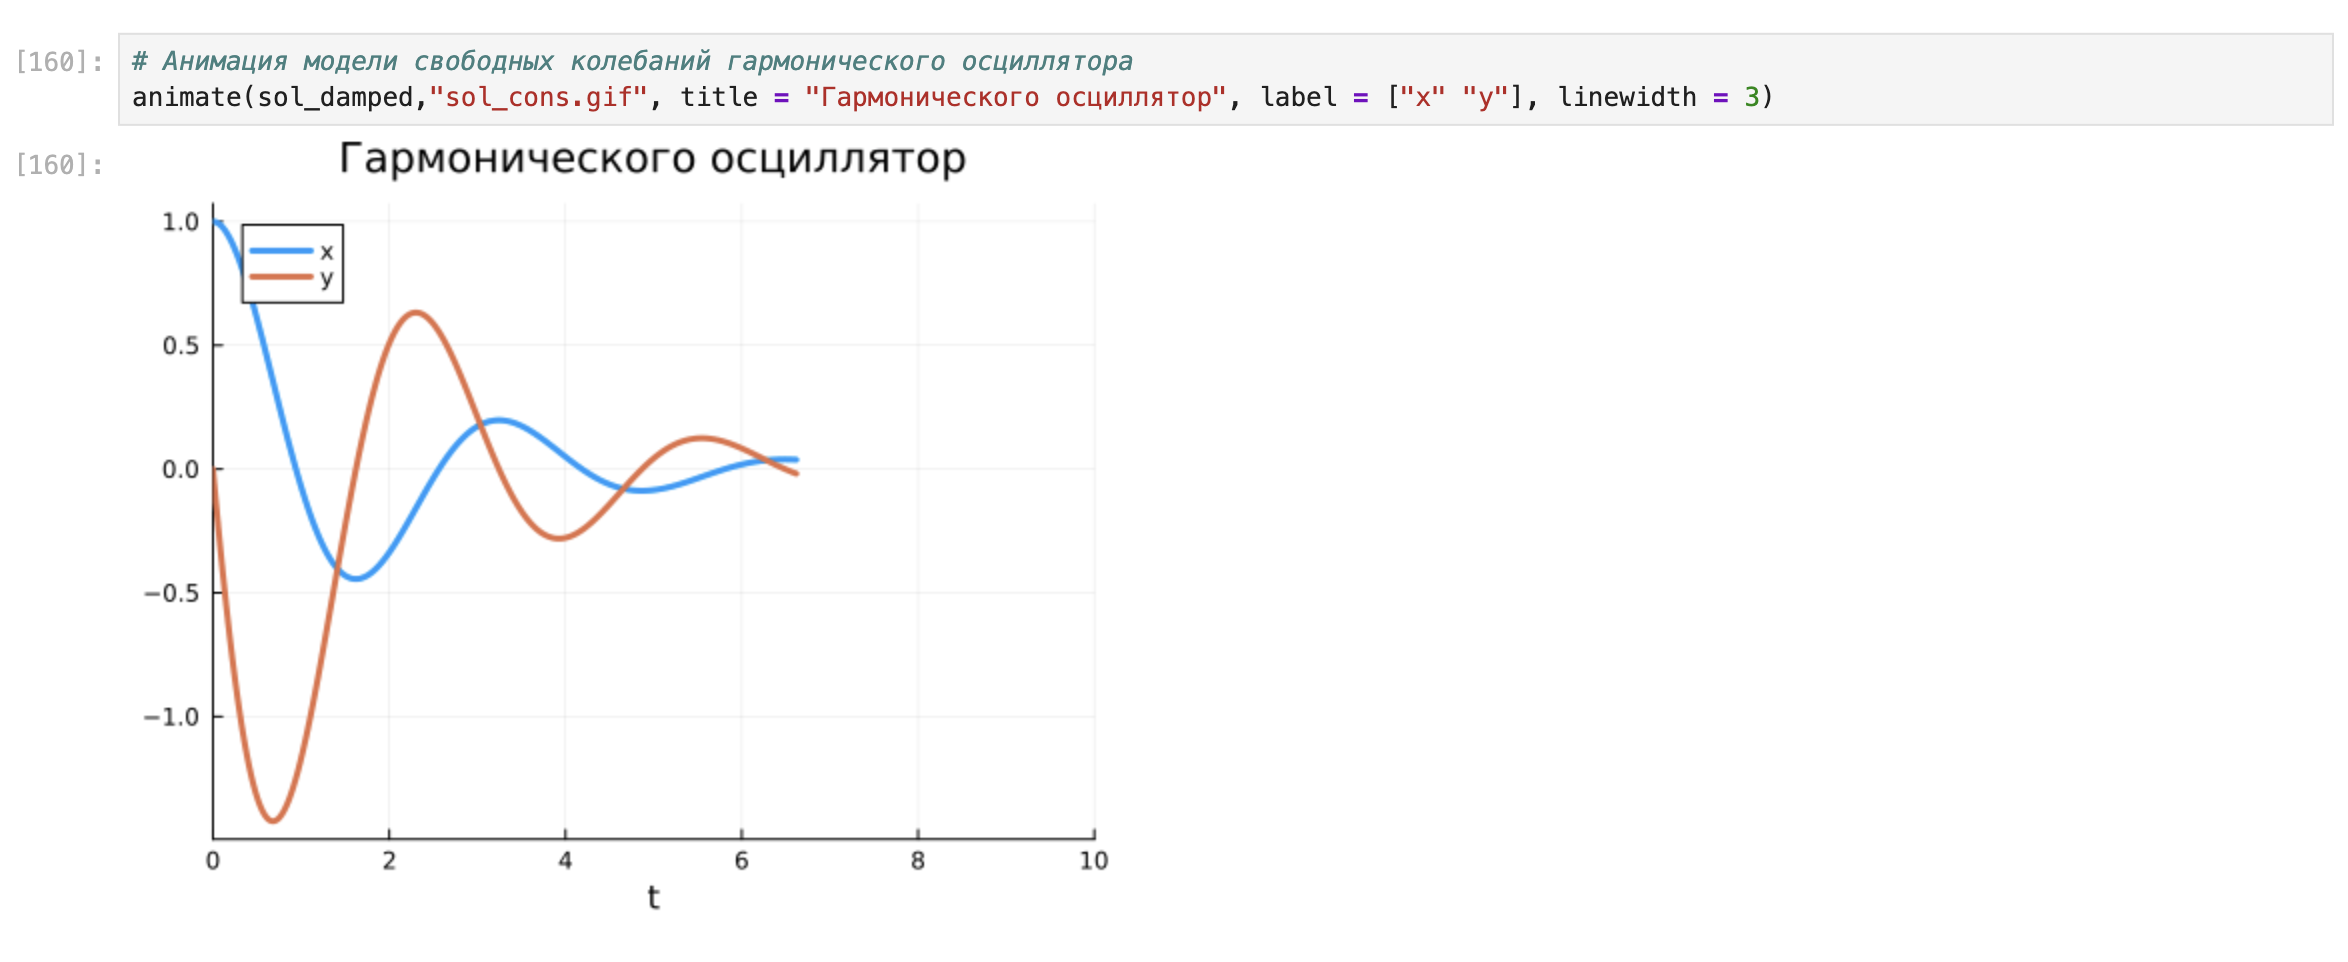 [160]:
# Анимация модели свободных колебаний гармонического осциллятора
animate(sol_damped,"sol_cons.gif", title = "Гармонического осциллятор", label = ["x" "y"], linewidth = 3)
[160]:
Гармонического осциллятор
x
y
1.0
0.5
0.0
−0.5
−1.0
0 2 4 6 8 10
t